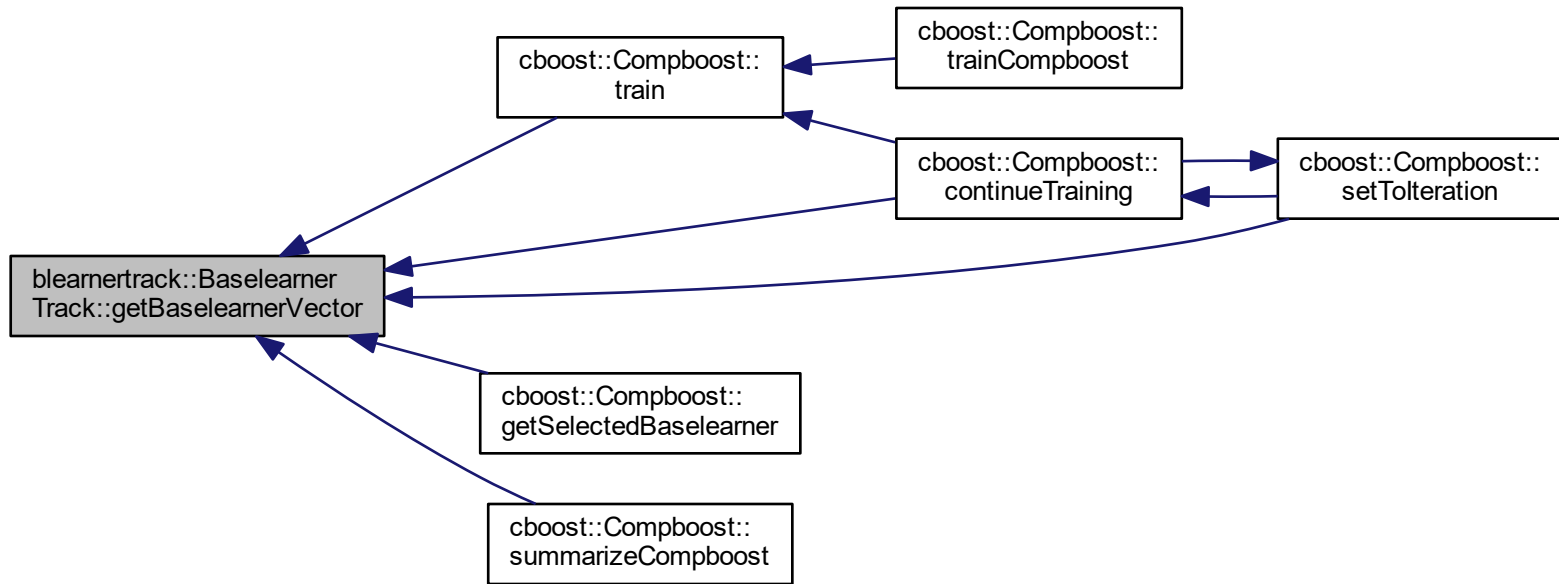 cboost::Compboost::
trainCompboost
cboost::Compboost::
train
cboost::Compboost::
continueTraining
cboost::Compboost::
setToIteration
blearnertrack::Baselearner
Track::getBaselearnerVector
cboost::Compboost::
getSelectedBaselearner
cboost::Compboost::
summarizeCompboost